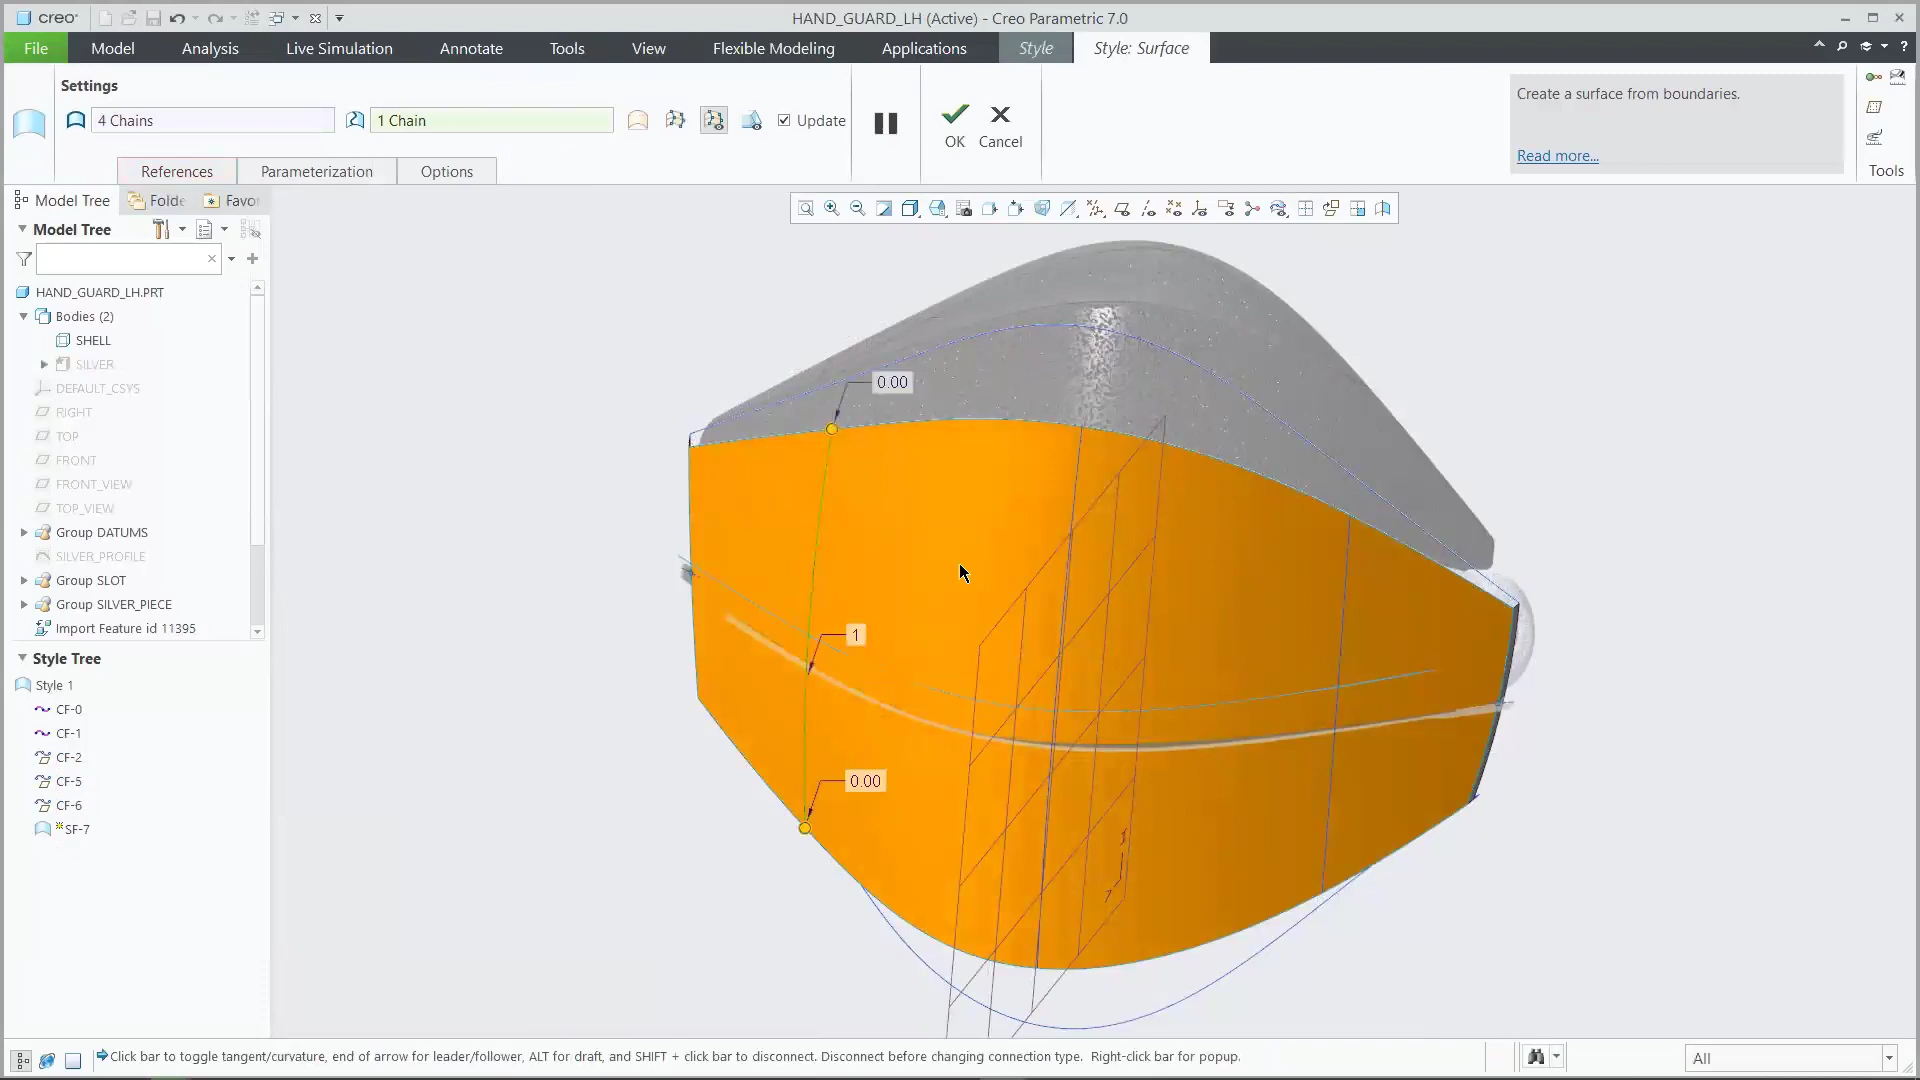 creo
HAND_GUARD_LH (Active) - Creo Parametric 7.0
File
Model
Analysis
Live Simulation
Annotate
Tools
View
Flexible Modeling
Applications
Style
Style: Surface
Settings
4 Chains
1 Chain
Update
OK
Cancel
Create a surface from boundaries.
Read more...
Tools
References
Parameterization
Options
Model Tree
Folde
Favor
Model Tree
HAND_GUARD_LH.PRT
Bodies (2)
SHELL
SILVER
DEFAULT_CSYS
RIGHT
TOP
FRONT
FRONT_VIEW
TOP_VIEW
Group DATUMS
SILVER_PROFILE
Group SLOT
Group SILVER_PIECE
Import Feature id 11395
Style Tree
Style 1
CF-0
CF-1
CF-2
CF-5
CF-6
SF-7
0.00
1
0.00
Click bar to toggle tangent/curvature, end of arrow for leader/follower, ALT for draft, and SHIFT + click bar to disconnect. Disconnect before changing connection type.  Right-click bar for popup.
All